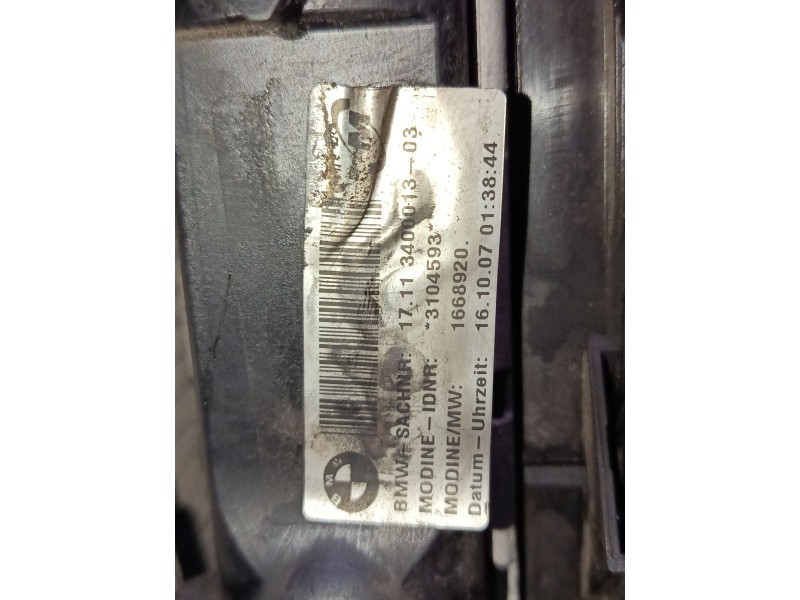 BMW
BMW-SACHNR: 17.11 3400013-03
MODINE-IDNR: *3104593*
MODINE/MW: 1668920.
Datum-Uhrzeit: 16.10.07 01:38:44